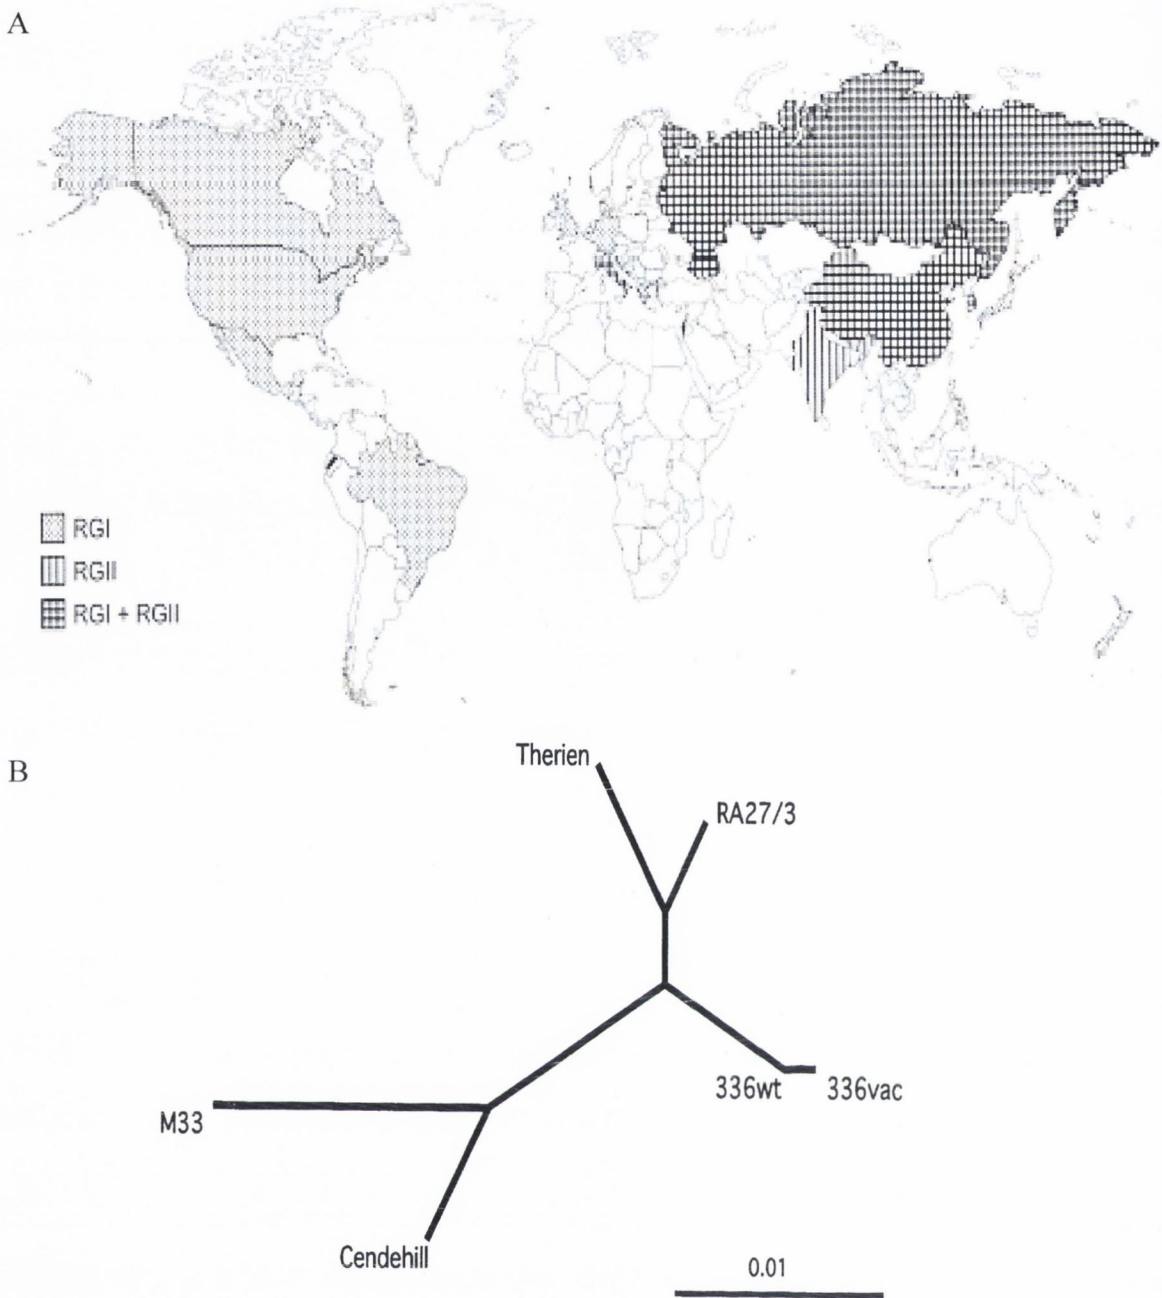 A
RGI
RGII
RGI + RGII
B
Therien
RA27/3
336wt
336vac
M33
Cendehill
0.01